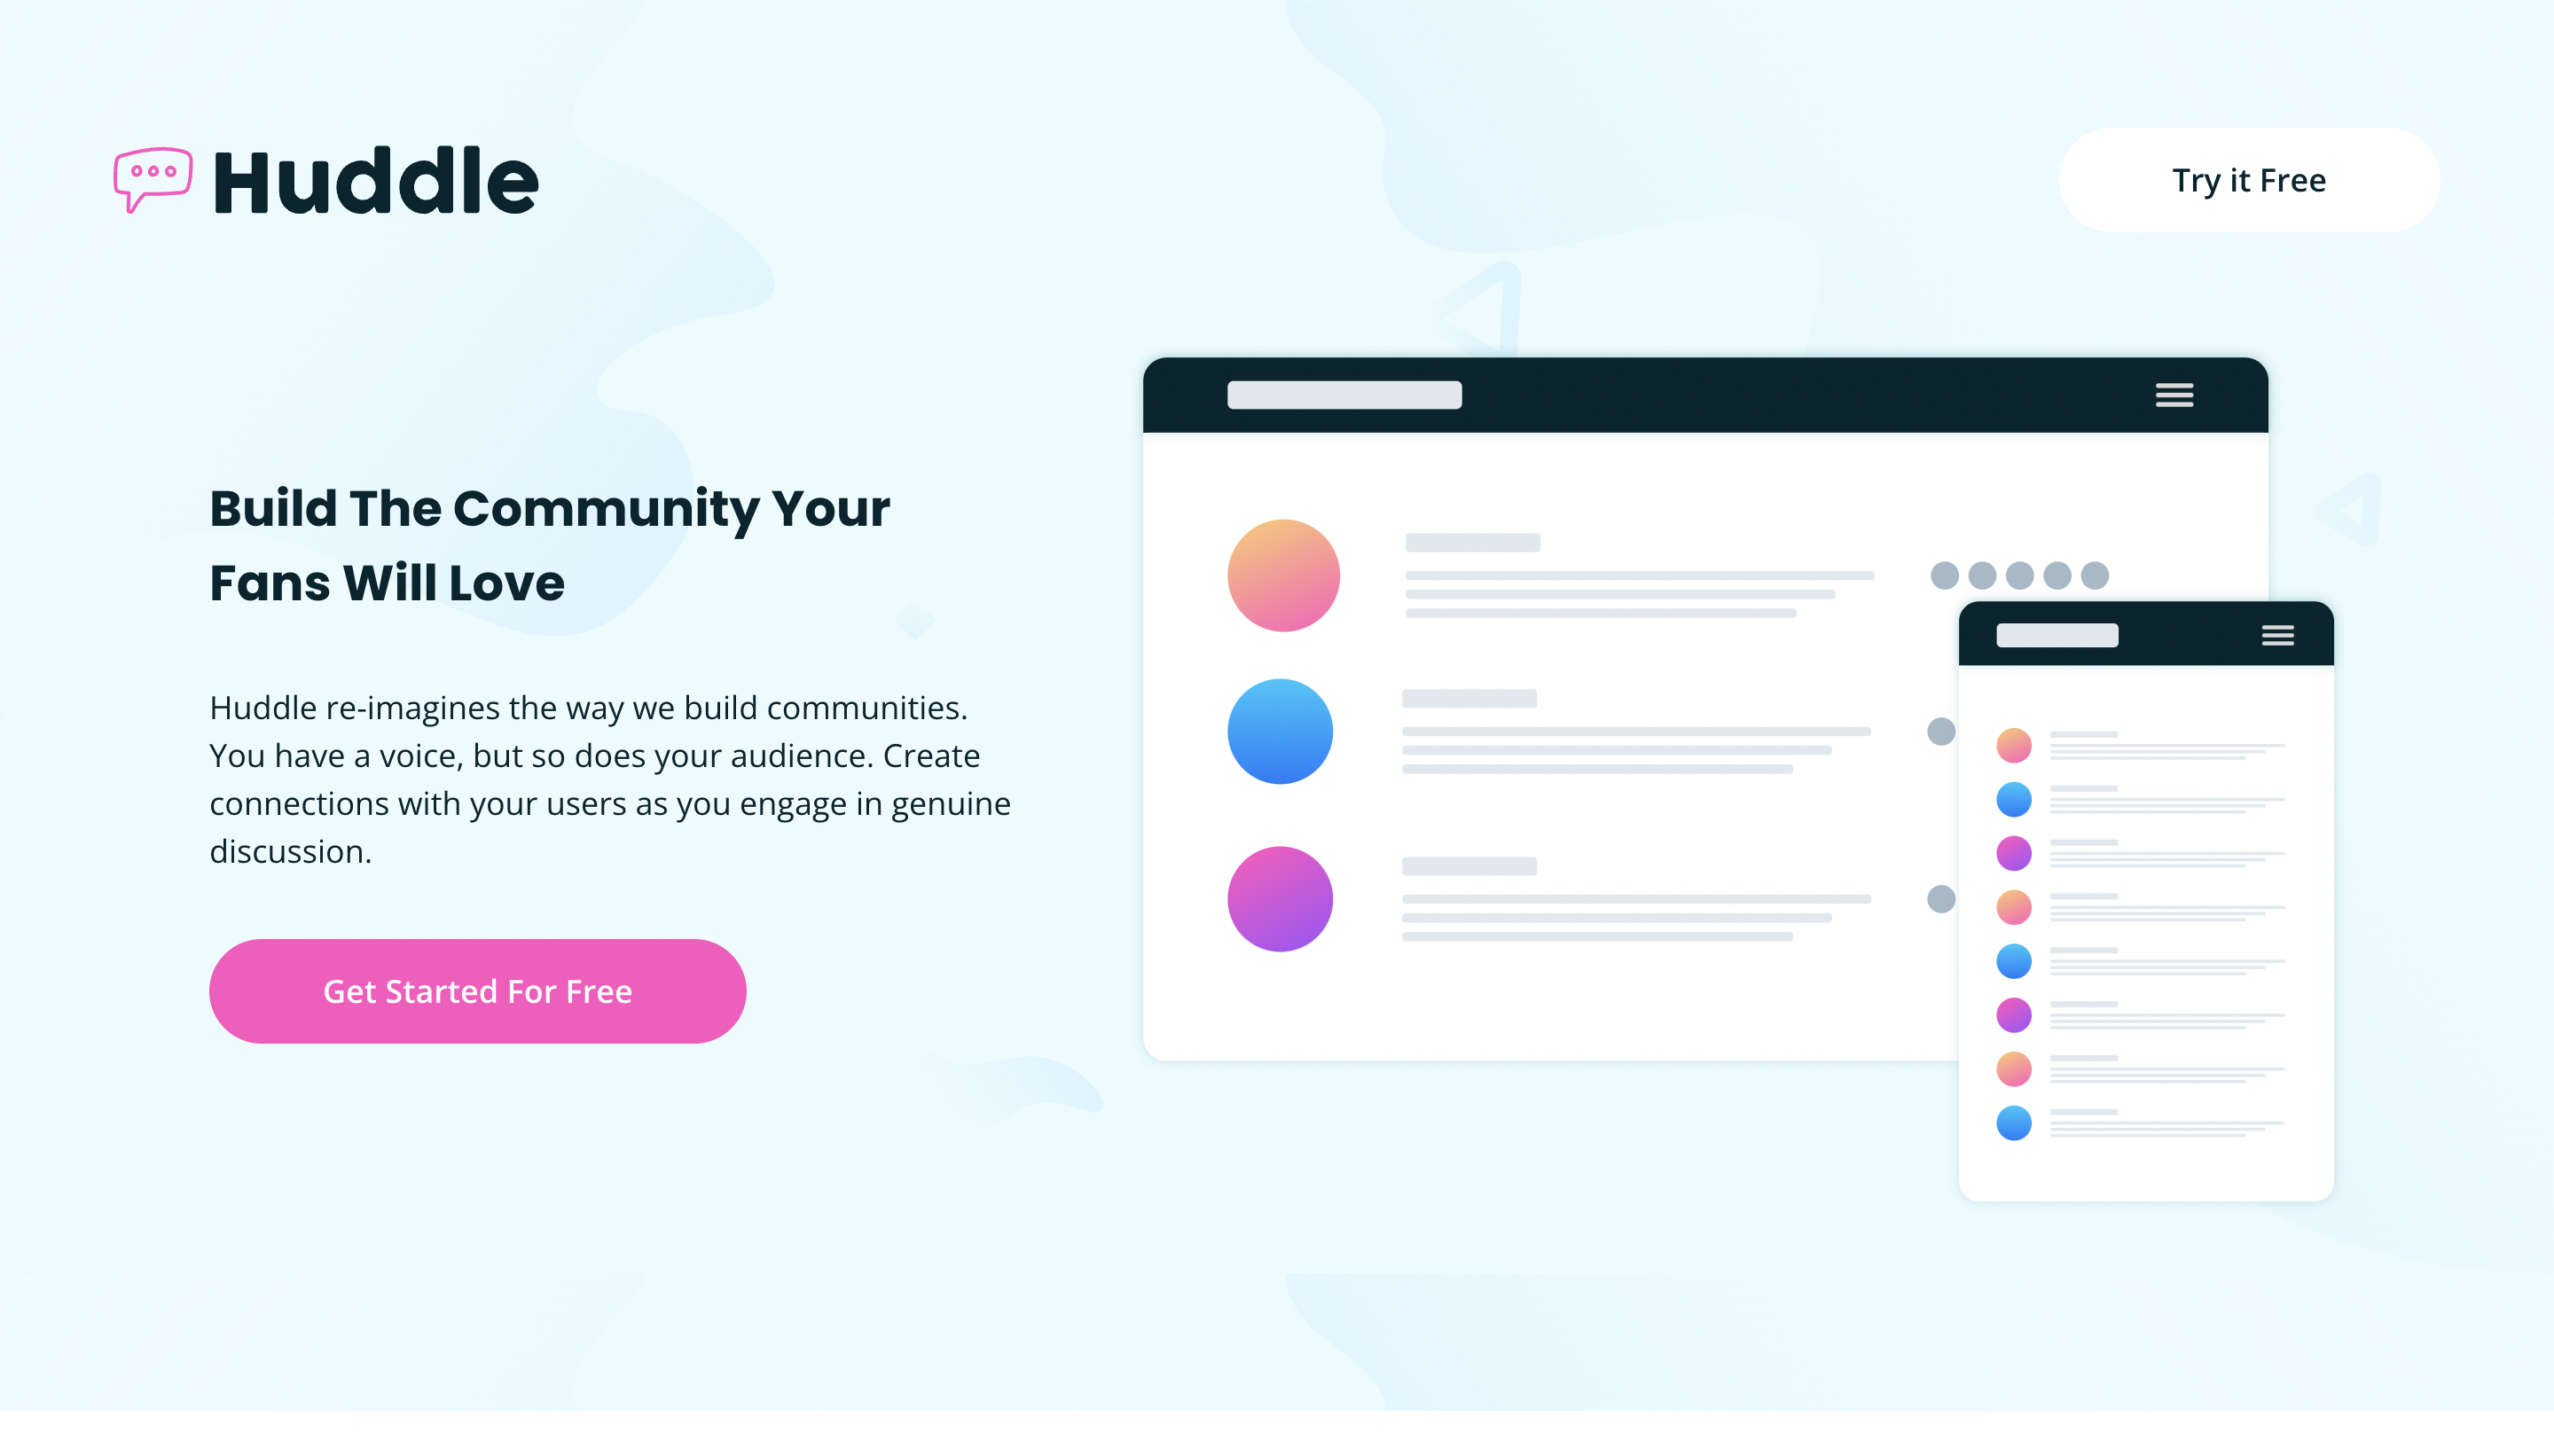 Huddle
Try it Free
Build The Community Your
Fans Will Love
Huddle re-imagines the way we build communities.
You have a voice, but so does your audience. Create
connections with your users as you engage in genuine
discussion.
Get Started For Free